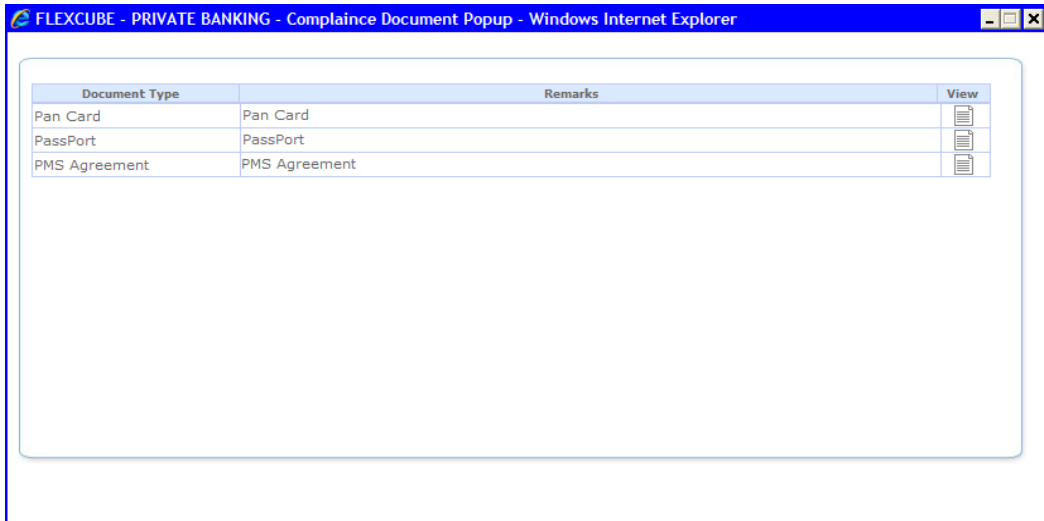 FLEXCUBE - PRIVATE BANKING - Complaince Document Popup - Windows Internet Explorer
Document Type Remarks View
Pan Card Pan Card
PassPort PassPort
PMS Agreement PMS Agreement